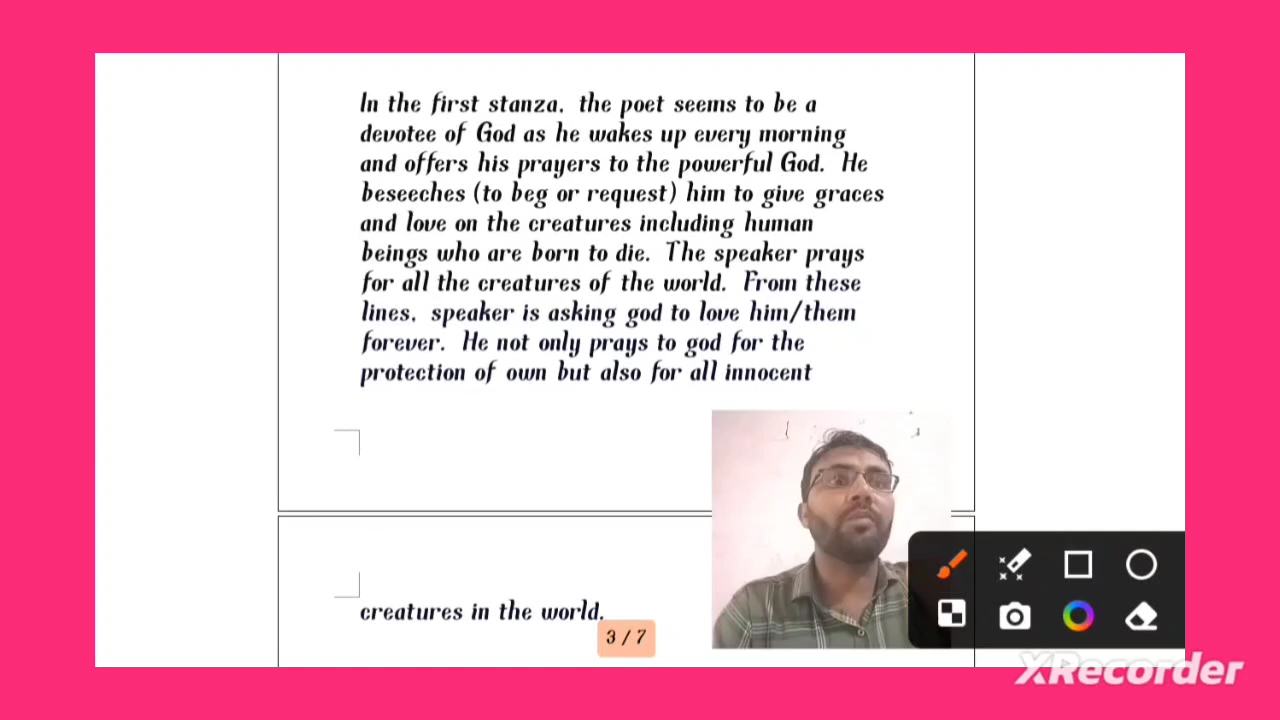 In the first stanza, the poet seems to be a
devotee of God as he wakes up every morning
and offers his prayers to the powerful God. He
beseeches (to beg or request) him to give graces
and love on the creatures including human
beings who are born to die. The speaker prays
for all the creatures of the world. From these
lines, speaker is asking god to love him/them
forever. He not only prays to god for the
protection of own but also for all innocent
creatures in the world.
3 / 7
XRecorder